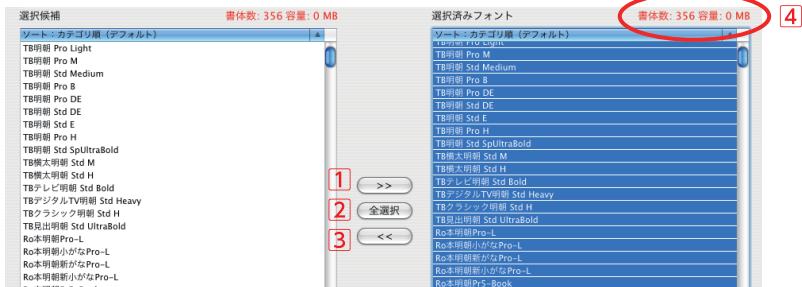 選択候補 書体数: 356 容量: 0 MB
ソート：カテゴリ順（デフォルト）
TB明朝 Pro Light
TB明朝 Pro M
TB明朝 Std Medium
TB明朝 Pro B
TB明朝 Pro DE
TB明朝 Std DE
TB明朝 Std E
TB明朝 Pro H
TB明朝 Std SpUltraBold
TB横太明朝 Std M
TB横太明朝 Std H
TBテレビ明朝 Std Bold
TBデジタルTV明朝 Std Heavy
TBクラシック明朝 Std H
TB見出明朝 Std UltraBold
Ro本明朝Pro-L
Ro本明朝小がなPro-L
Ro本明朝新がなPro-L
Ro本明朝新小がなPro-L
1 >>
2 全選択
3 <<
選択済みフォント 書体数: 356 容量: 0 MB 4
ソート：カテゴリ順（デフォルト）
TB明朝 Pro Light
TB明朝 Pro M
TB明朝 Std Medium
TB明朝 Pro B
TB明朝 Pro DE
TB明朝 Std DE
TB明朝 Std E
TB明朝 Pro H
TB明朝 Std SpUltraBold
TB横太明朝 Std M
TB横太明朝 Std H
TBテレビ明朝 Std Bold
TBデジタルTV明朝 Std Heavy
TBクラシック明朝 Std H
TB見出明朝 Std UltraBold
Ro本明朝Pro-L
Ro本明朝小がなPro-L
Ro本明朝新がなPro-L
Ro本明朝新小がなPro-L
Ro本明朝Pr5-Book